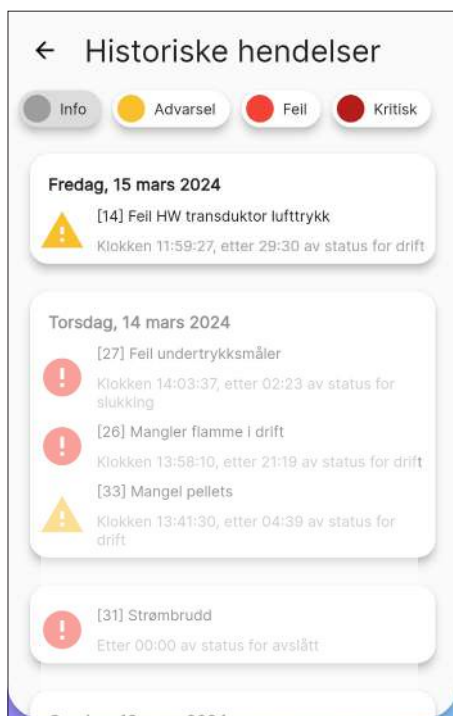 Historiske hendelser
Info
Advarsel
Feil
Kritisk
Fredag, 15 mars 2024
[14] Feil HW transduktor lufttrykk
Klokken 11:59:27, etter 29:30 av status for drift
Torsdag, 14 mars 2024
[27] Feil undertrykksmåler
Klokken 14:03:37, etter 02:23 av status for
slukking
[26] Mangler flamme i drift
Klokken 13:58:10, etter 21:19 av status for drift
[33] Mangel pellets
Klokken 13:41:30, etter 04:39 av status for
drift
[31] Strømbrudd
Etter 00:00 av status for avslått